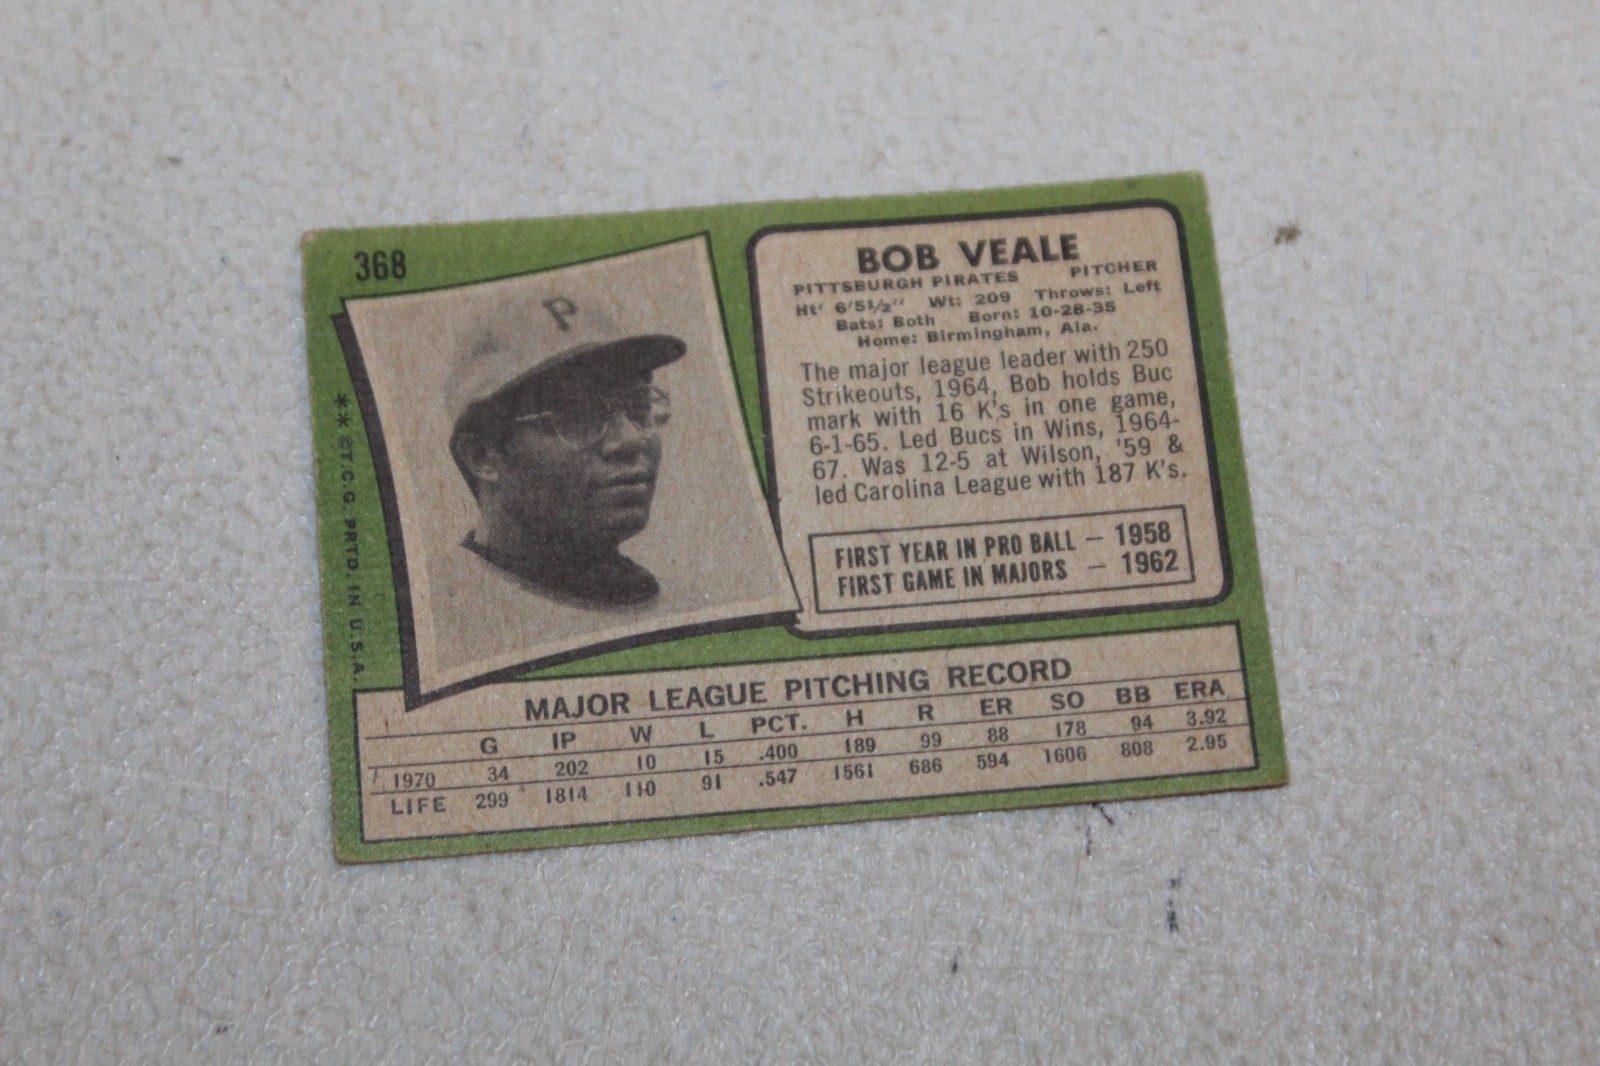 368
P
** ©T.C.G. PRTD. IN U.S.A.
BOB VEALE
PITTSBURGH PIRATES PITCHER
Ht' 6'5½" Wt: 209 Throws: Left
Bats: Both Born: 10-28-35
Home: Birmingham, Ala.
The major league leader with 250
Strikeouts, 1964, Bob holds Buc
mark with 16 K's in one game,
6-1-65. Led Bucs in Wins, 1964-
67. Was 12-5 at Wilson, '59 &
led Carolina League with 187 K's.
FIRST YEAR IN PRO BALL — 1958
FIRST GAME IN MAJORS — 1962
MAJOR LEAGUE PITCHING RECORD
G IP W L PCT. H R ER SO BB ERA
1970 34 202 10 15 .400 189 99 88 178 94 3.92
LIFE 299 1814 110 91 .547 1561 686 594 1606 808 2.95